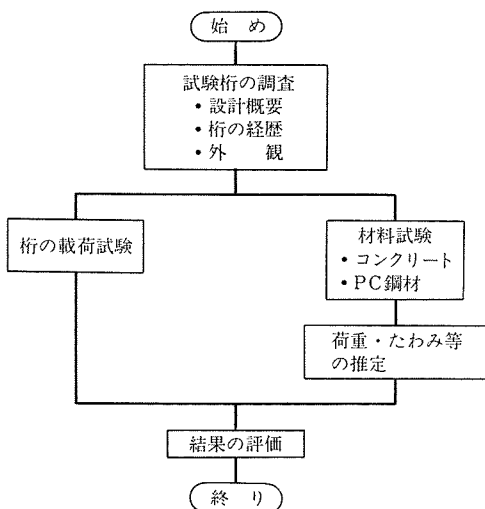 始 め
試験桁の調査
• 設計概要
• 桁の経歴
• 外 観
桁の載荷試験
材料試験
• コンクリート
• PC鋼材
荷重・たわみ等
の推定
結果の評価
終 り